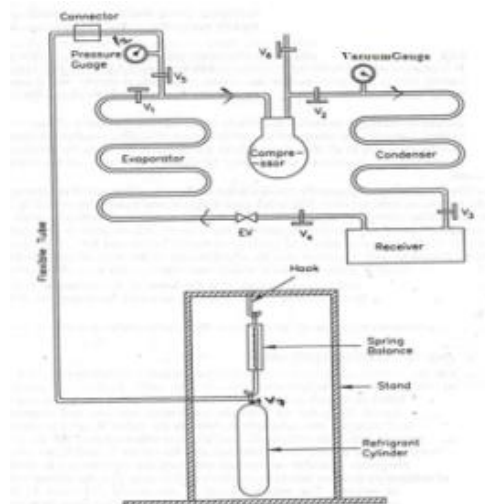 Connector
Pressure
Guage
V5
V1
V6
VacuumGauge
V2
Evaporator
Compre-
-ssor
Condenser
V3
EV
V4
Receiver
Flexible Tube
Hook
Spring
Balance
Stand
Refrigrant
Cylinder